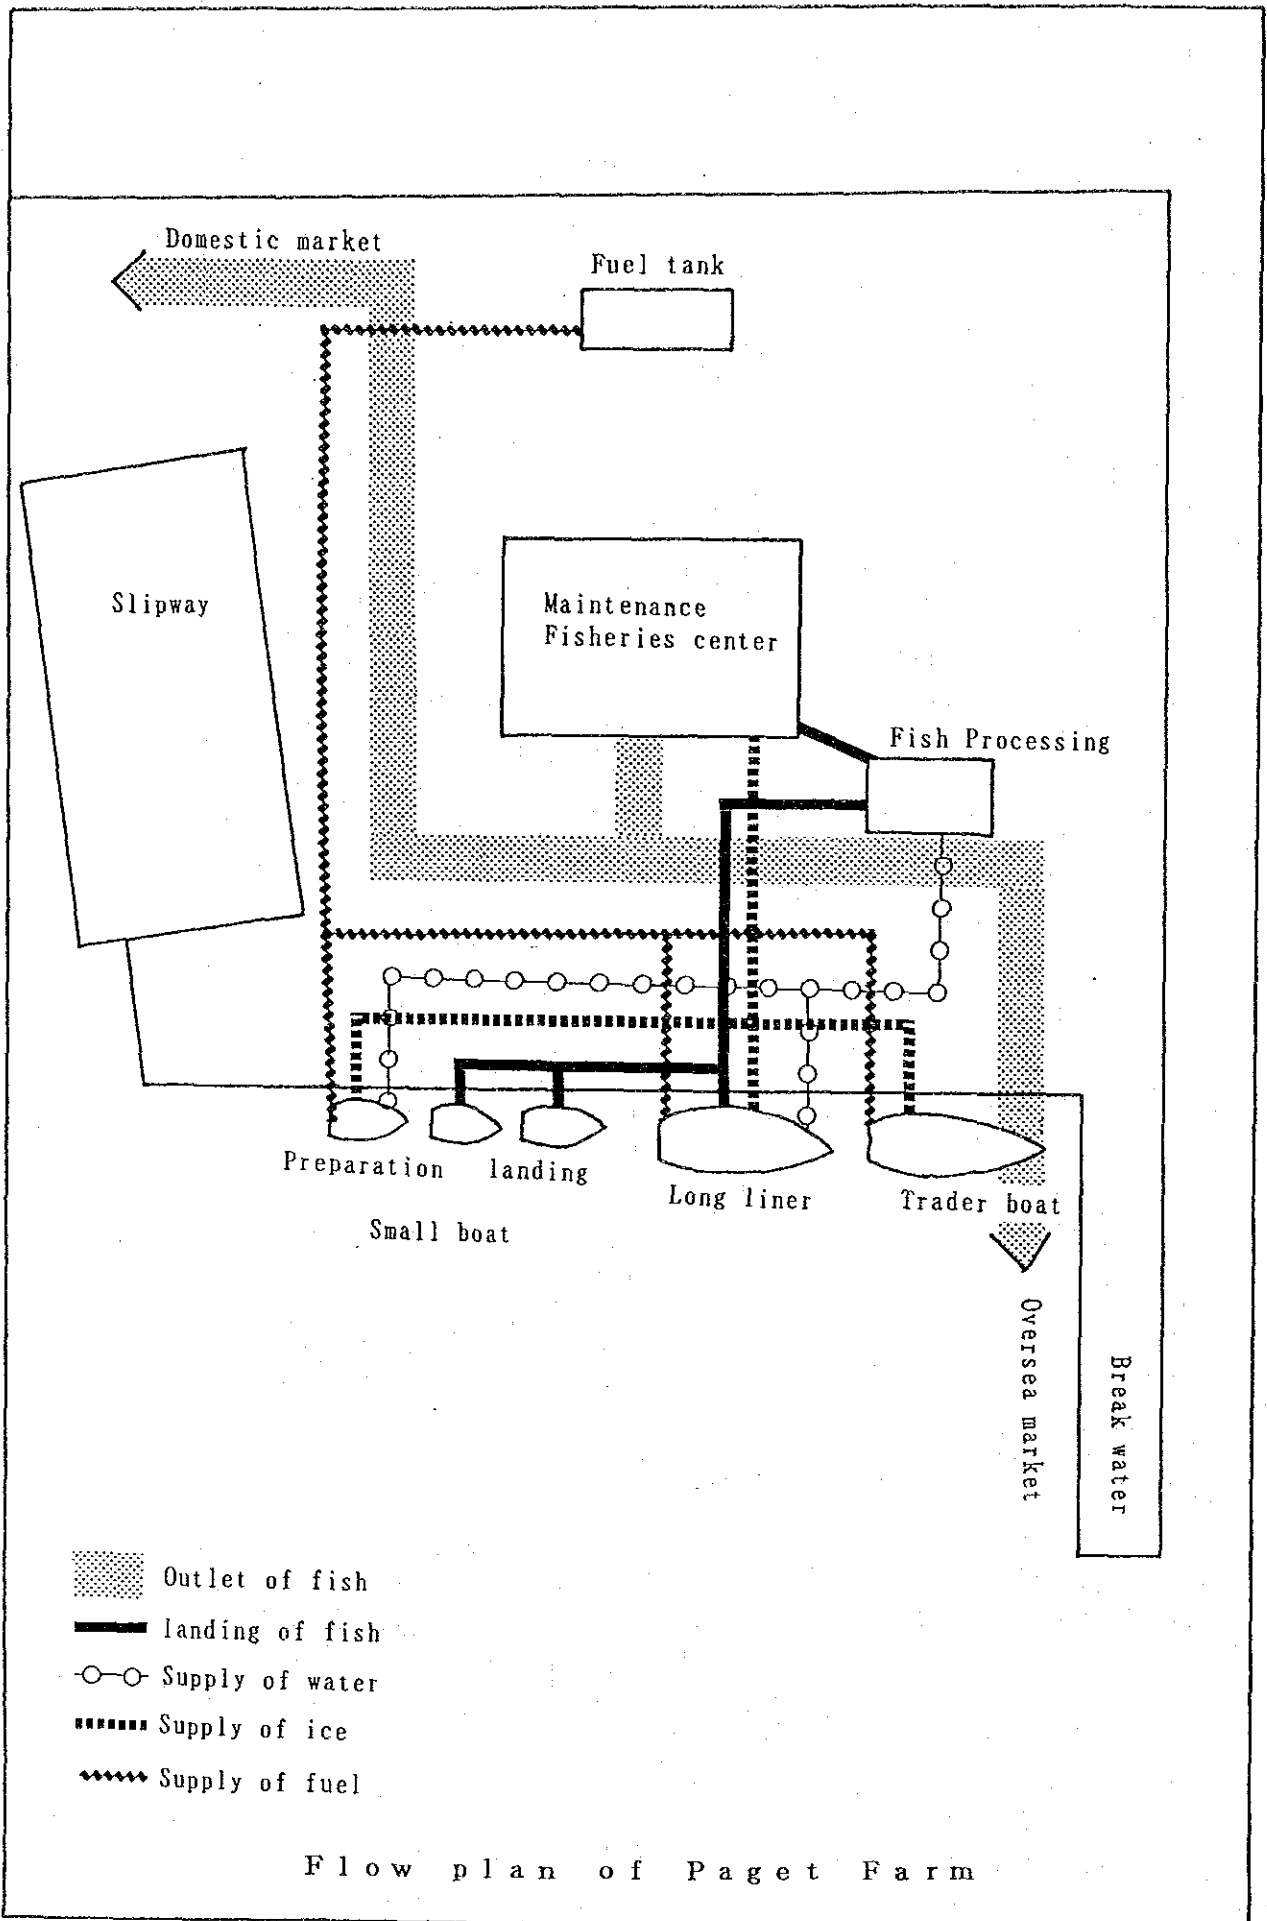 Domestic market
Fuel tank
Slipway
Maintenance
Fisheries center
Fish Processing
Preparation
landing
Long liner
Trader boat
Small boat
Oversea market
Break water
Outlet of fish
landing of fish
Supply of water
Supply of ice
Supply of fuel
Flow plan of Paget Farm